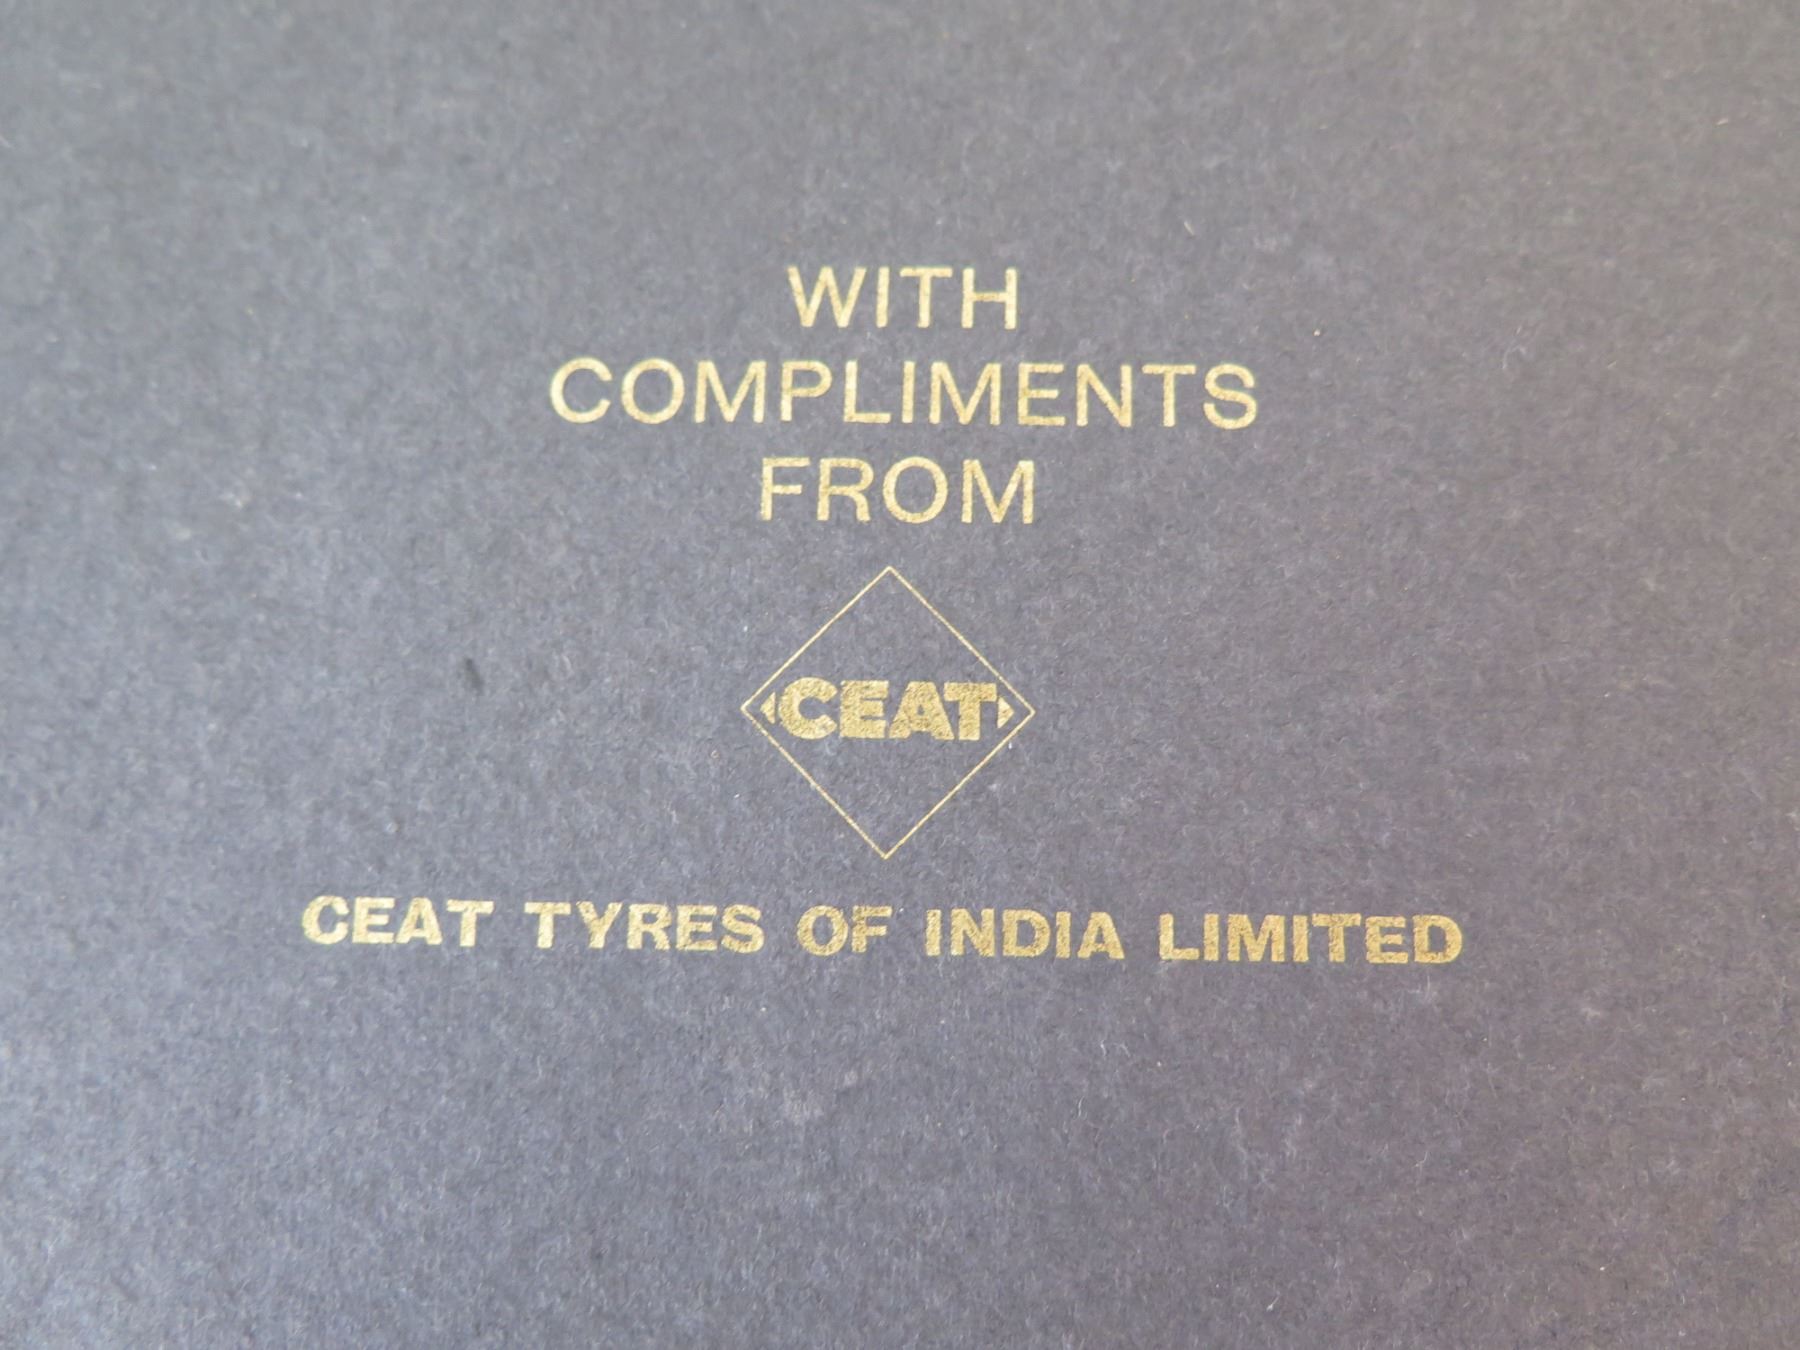 WITH
COMPLIMENTS
FROM
CEAT
CEAT TYRES OF INDIA LIMITED